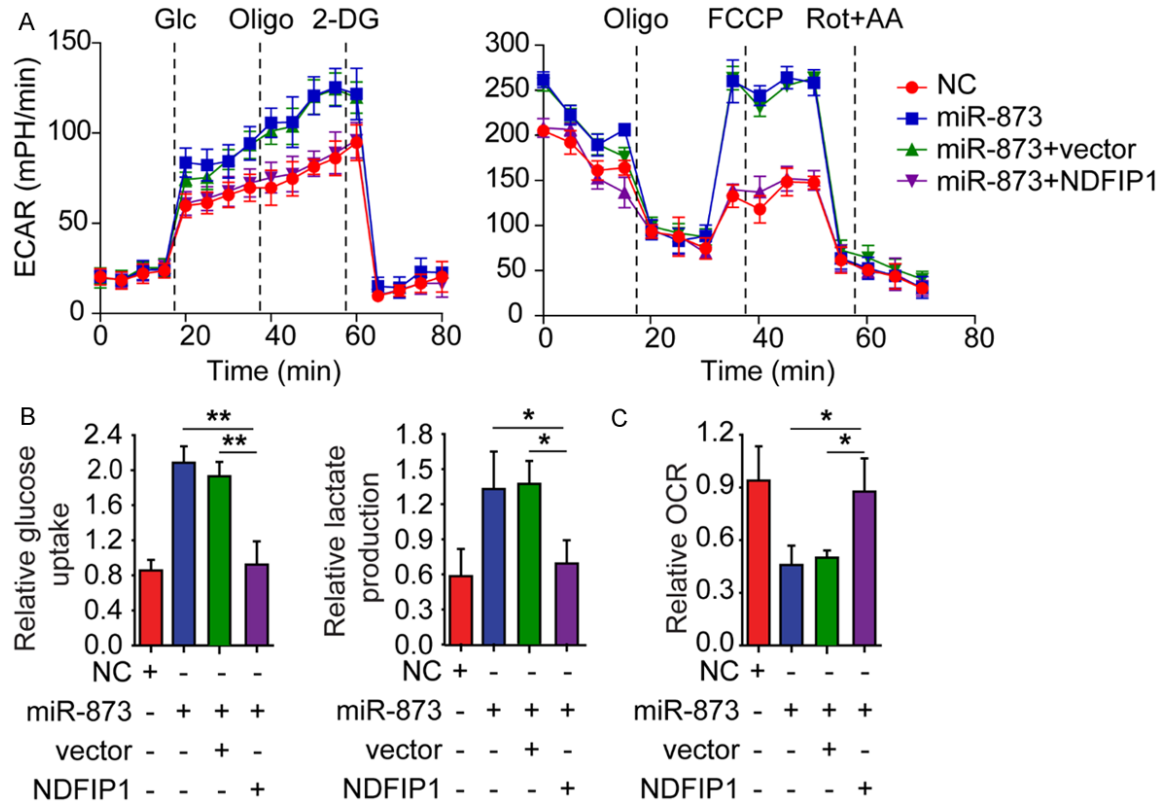 A
Glc Oligo 2-DG
ECAR (mPH/min)
150
100
50
0
0 20 40 60 80
Time (min)
Oligo FCCP Rot+AA
300
250
200
150
100
50
0
0 20 40 60 80
Time (min)
NC
miR-873
miR-873+vector
miR-873+NDFIP1
B
Relative glucose
uptake
2.4
2.0
1.2
0.8
0.4
0.0
**
**
NC + - - -
miR-873 - + + +
vector - - + -
NDFIP1 - - - +
Relative lactate
production
1.8
1.5
1.2
0.9
0.6
0.3
0.0
*
*
NC + - - -
miR-873 - + + +
vector - - + -
NDFIP1 - - - +
C
Relative OCR
1.2
0.9
0.6
0.3
0.0
*
*
NC + - - -
miR-873 - + + +
vector - - + -
NDFIP1 - - - +